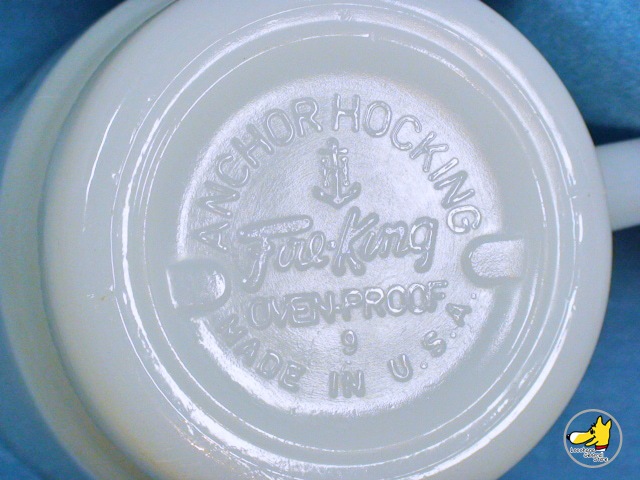 ANCHOR HOCKING
Fire-King
OVEN-PROOF
9
MADE IN U.S.A.